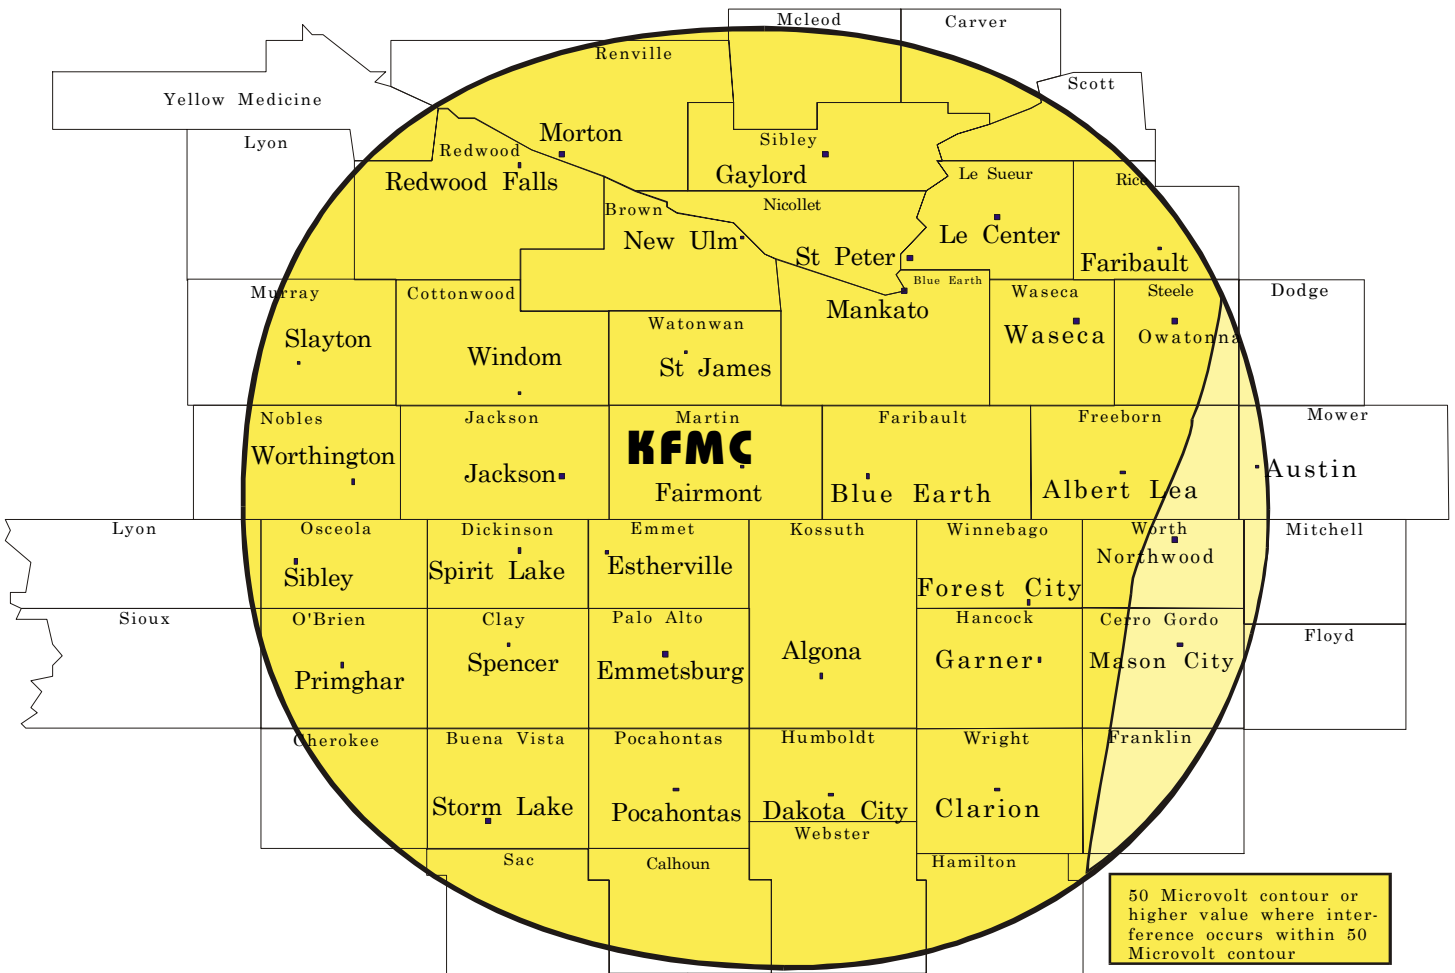 Mcleod
Carver
Renville
Scott
Yellow Medicine
Lyon
Morton
Sibley
Redwood
Gaylord
Redwood Falls
Le Sueur
Rice
Nicollet
Brown
New Ulm
St Peter
Le Center
Faribault
Blue Earth
Murray
Cottonwood
Waseca
Steele
Dodge
Mankato
Watonwan
Slayton
Windom
St James
Waseca
Owatonna
Nobles
Jackson
Martin
Faribault
Freeborn
Mower
KFMC
Worthington
Jackson
Fairmont
Blue Earth
Albert Lea
Austin
Lyon
Osceola
Dickinson
Emmet
Kossuth
Winnebago
Worth
Mitchell
Sibley
Spirit Lake
Estherville
Forest City
Northwood
Sioux
O'Brien
Clay
Palo Alto
Hancock
Cerro Gordo
Floyd
Primghar
Spencer
Emmetsburg
Algona
Garner
Mason City
Cherokee
Buena Vista
Pocahontas
Humboldt
Wright
Franklin
Storm Lake
Pocahontas
Dakota City
Clarion
Webster
Sac
Calhoun
Hamilton
50 Microvolt contour or
higher value where inter-
ference occurs within 50
Microvolt contour